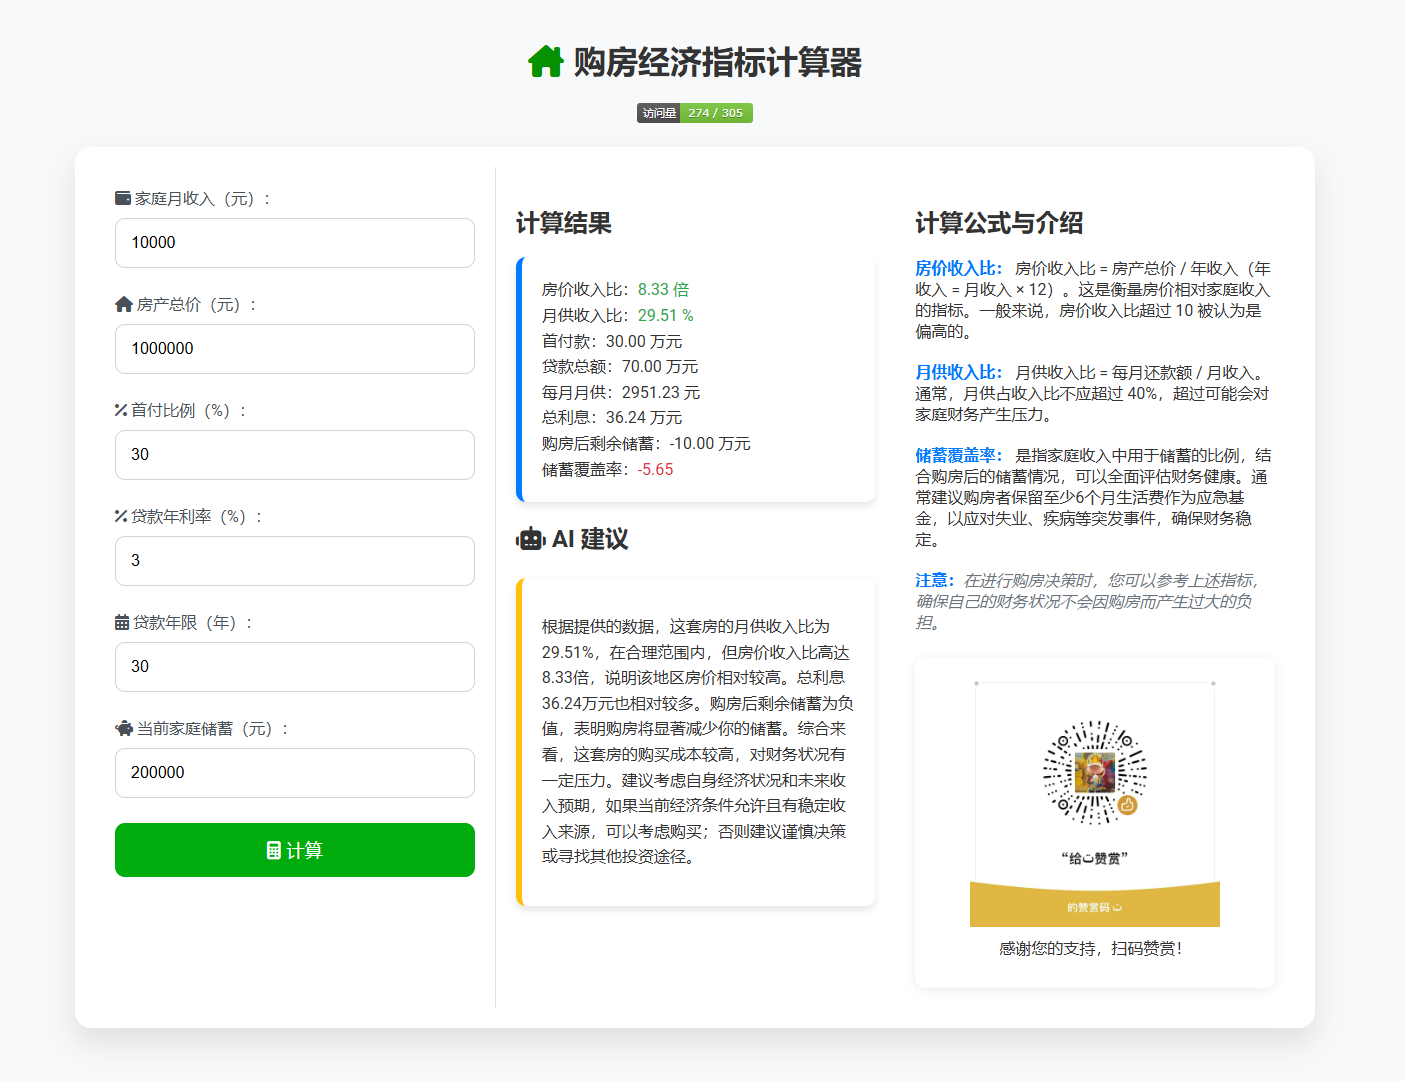 购房经济指标计算器
访问量 274 / 305
家庭月收入（元）：
10000
房产总价（元）：
1000000
首付比例（%）：
30
贷款年利率（%）：
3
贷款年限（年）：
30
当前家庭储蓄（元）：
200000
计算
计算结果
房价收入比：8.33 倍
月供收入比：29.51 %
首付款：30.00 万元
贷款总额：70.00 万元
每月月供：2951.23 元
总利息：36.24 万元
购房后剩余储蓄：-10.00 万元
储蓄覆盖率：-5.65
AI 建议
根据提供的数据，这套房的月供收入比为
29.51%，在合理范围内，但房价收入比高达
8.33倍，说明该地区房价相对较高。总利息
36.24万元也相对较多。购房后剩余储蓄为负
值，表明购房将显著减少你的储蓄。综合来
看，这套房的购买成本较高，对财务状况有
一定压力。建议考虑自身经济状况和未来收
入预期，如果当前经济条件允许且有稳定收
入来源，可以考虑购买；否则建议谨慎决策
或寻找其他投资途径。
计算公式与介绍
房价收入比： 房价收入比 = 房产总价 / 年收入（年
收入 = 月收入 × 12）。这是衡量房价相对家庭收入
的指标。一般来说，房价收入比超过 10 被认为是
偏高的。
月供收入比： 月供收入比 = 每月还款额 / 月收入。
通常，月供占收入比不应超过 40%，超过可能会对
家庭财务产生压力。
储蓄覆盖率： 是指家庭收入中用于储蓄的比例，结
合购房后的储蓄情况，可以全面评估财务健康。通
常建议购房者保留至少6个月生活费作为应急基
金，以应对失业、疾病等突发事件，确保财务稳
定。
注意：在进行购房决策时，您可以参考上述指标，
确保自己的财务状况不会因购房而产生过大的负
担。
“给 赞赏”
的赞赏码
感谢您的支持，扫码赞赏！